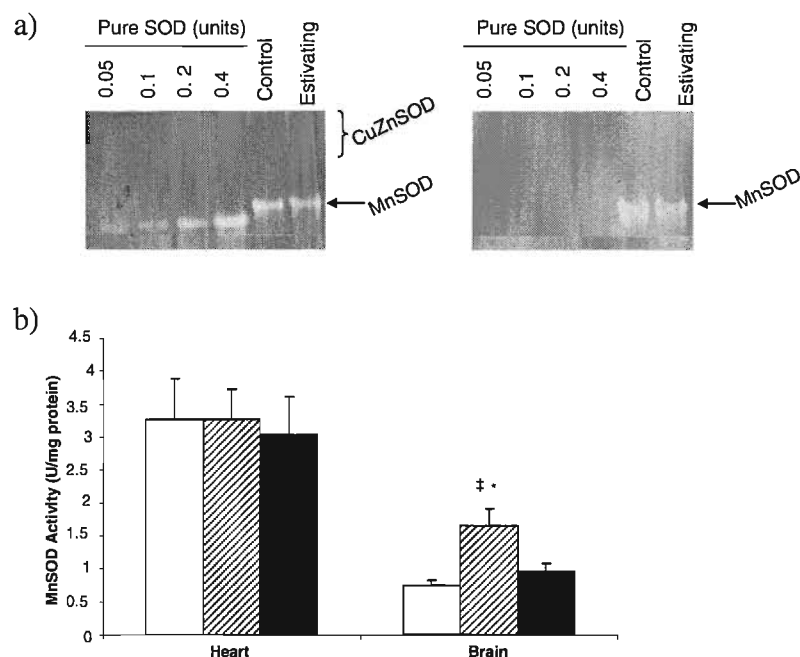 a)
Pure SOD (units)
0.05 0.1 0.2 0.4 Control Estivating
CuZnSOD
MnSOD
Pure SOD (units)
0.05 0.1 0.2 0.4 Control Estivating
MnSOD
b)
MnSOD Activity (U/mg protein)
4.5
4
3.5
3
2.5
2
1.5
1
0.5
0
‡ *
Heart Brain